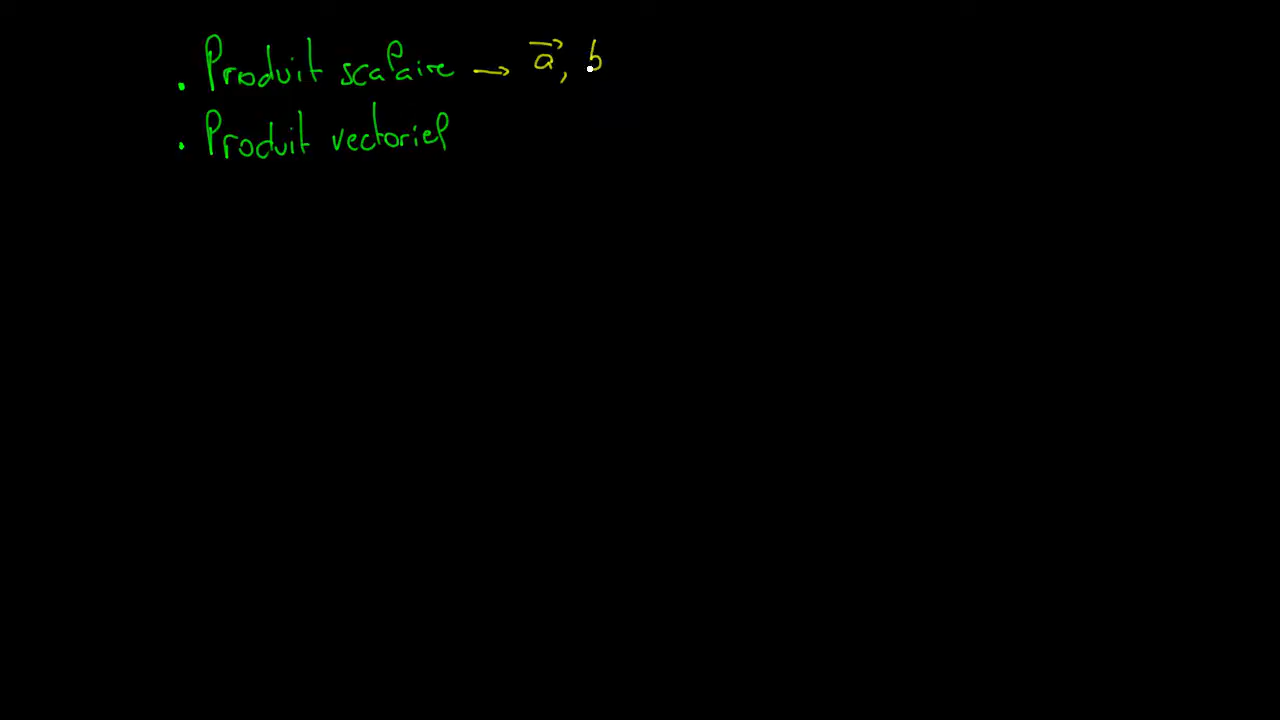 . Produit scalaire → a⃗, b
. Produit vectoriel